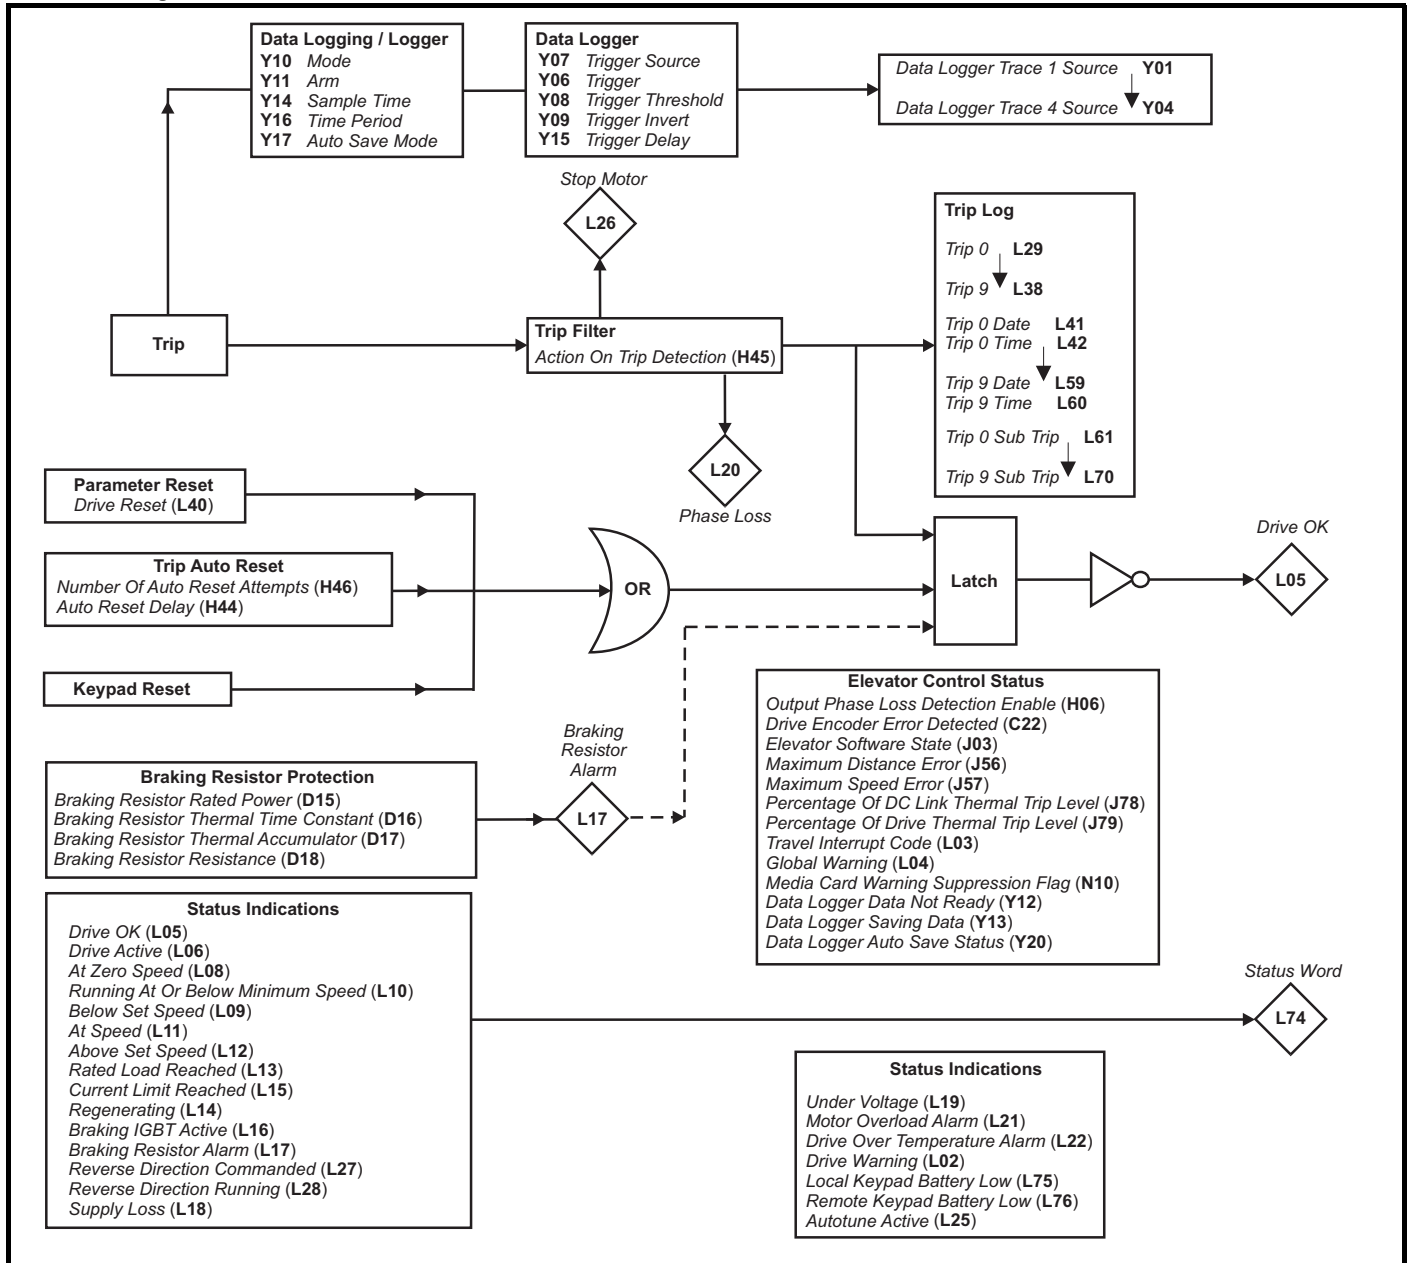 Data Logging / Logger
Y10 Mode
Y11 Arm
Y14 Sample Time
Y16 Time Period
Y17 Auto Save Mode
Data Logger
Y07 Trigger Source
Y06 Trigger
Y08 Trigger Threshold
Y09 Trigger Invert
Y15 Trigger Delay
Data Logger Trace 1 Source Y01
Data Logger Trace 4 Source Y04
Stop Motor
L26
Trip
Trip Filter
Action On Trip Detection (H45)
L20
Phase Loss
Trip Log
Trip 0 L29
Trip 9 L38
Trip 0 Date L41
Trip 0 Time L42
Trip 9 Date L59
Trip 9 Time L60
Trip 0 Sub Trip L61
Trip 9 Sub Trip L70
Parameter Reset
Drive Reset (L40)
Trip Auto Reset
Number Of Auto Reset Attempts (H46)
Auto Reset Delay (H44)
Keypad Reset
OR
Latch
Drive OK
L05
Braking Resistor Protection
Braking Resistor Rated Power (D15)
Braking Resistor Thermal Time Constant (D16)
Braking Resistor Thermal Accumulator (D17)
Braking Resistor Resistance (D18)
Braking
Resistor
Alarm
L17
Elevator Control Status
Output Phase Loss Detection Enable (H06)
Drive Encoder Error Detected (C22)
Elevator Software State (J03)
Maximum Distance Error (J56)
Maximum Speed Error (J57)
Percentage Of DC Link Thermal Trip Level (J78)
Percentage Of Drive Thermal Trip Level (J79)
Travel Interrupt Code (L03)
Global Warning (L04)
Media Card Warning Suppression Flag (N10)
Data Logger Data Not Ready (Y12)
Data Logger Saving Data (Y13)
Data Logger Auto Save Status (Y20)
Status Indications
Drive OK (L05)
Drive Active (L06)
At Zero Speed (L08)
Running At Or Below Minimum Speed (L10)
Below Set Speed (L09)
At Speed (L11)
Above Set Speed (L12)
Rated Load Reached (L13)
Current Limit Reached (L15)
Regenerating (L14)
Braking IGBT Active (L16)
Braking Resistor Alarm (L17)
Reverse Direction Commanded (L27)
Reverse Direction Running (L28)
Supply Loss (L18)
Status Word
L74
Status Indications
Under Voltage (L19)
Motor Overload Alarm (L21)
Drive Over Temperature Alarm (L22)
Drive Warning (L02)
Local Keypad Battery Low (L75)
Remote Keypad Battery Low (L76)
Autotune Active (L25)